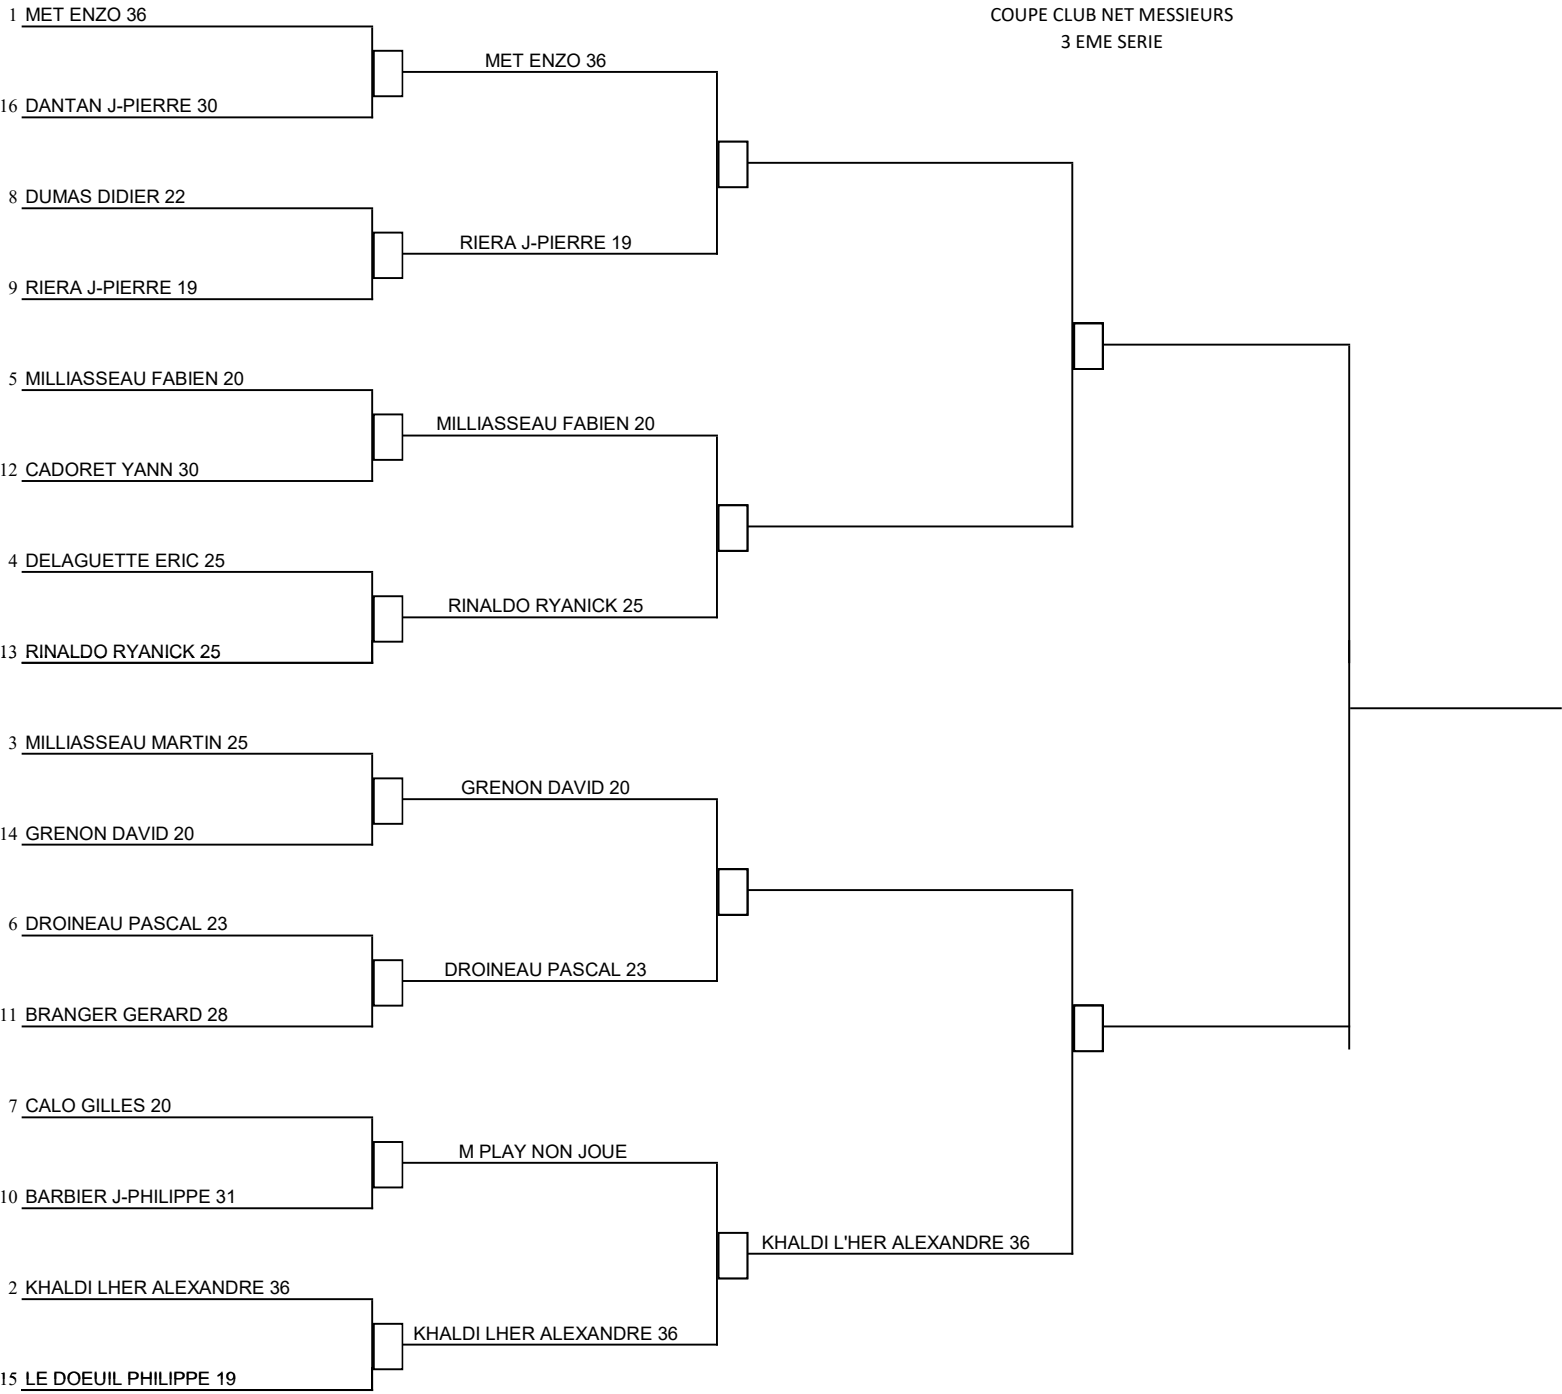 COUPE CLUB NET MESSIEURS
3 EME SERIE
1 MET ENZO 36
MET ENZO 36
16 DANTAN J-PIERRE 30
8 DUMAS DIDIER 22
RIERA J-PIERRE 19
9 RIERA J-PIERRE 19
5 MILLIASSEAU FABIEN 20
MILLIASSEAU FABIEN 20
12 CADORET YANN 30
4 DELAGUETTE ERIC 25
RINALDO RYANICK 25
13 RINALDO RYANICK 25
3 MILLIASSEAU MARTIN 25
GRENON DAVID 20
14 GRENON DAVID 20
6 DROINEAU PASCAL 23
DROINEAU PASCAL 23
11 BRANGER GERARD 28
7 CALO GILLES 20
M PLAY NON JOUE
10 BARBIER J-PHILIPPE 31
KHALDI L'HER ALEXANDRE 36
2 KHALDI LHER ALEXANDRE 36
KHALDI LHER ALEXANDRE 36
15 LE DOEUIL PHILIPPE 19